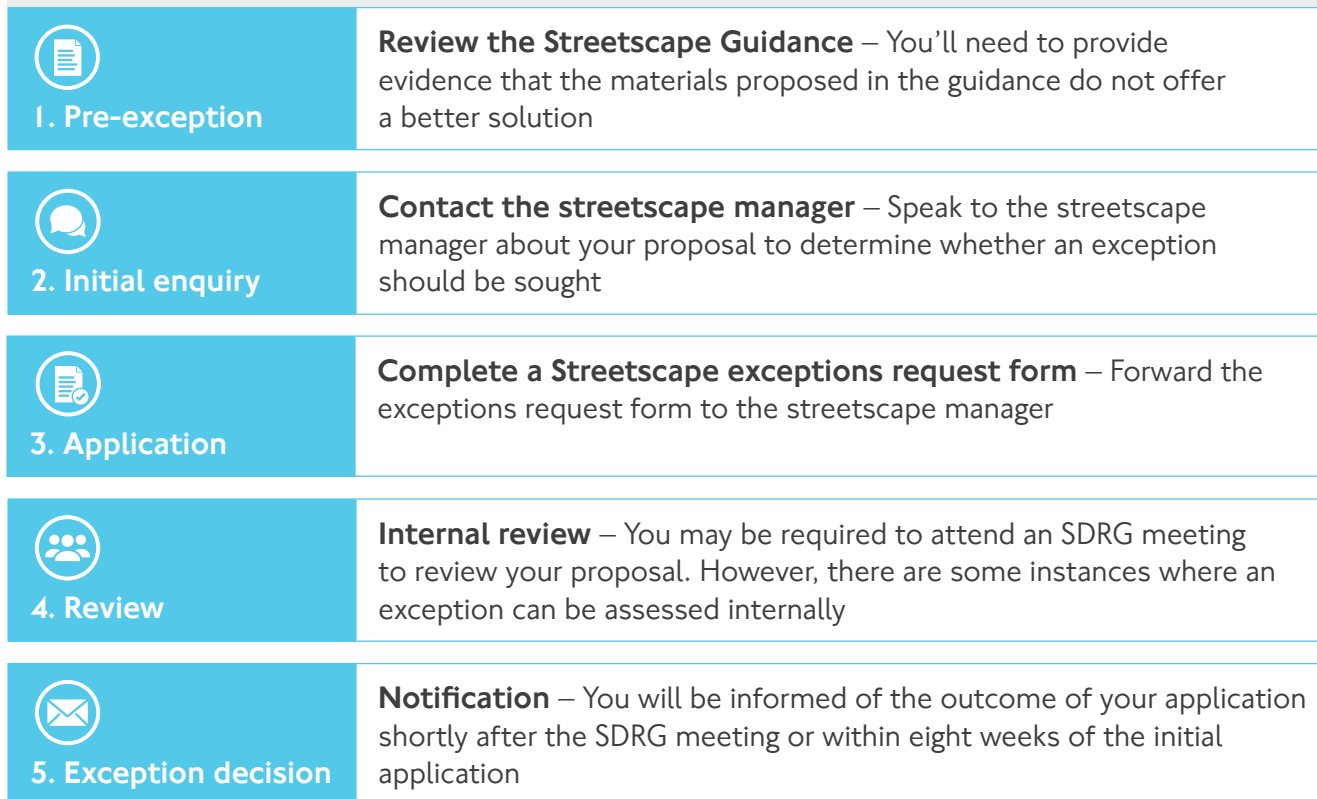 1. Pre-exception
Review the Streetscape Guidance – You’ll need to provide
evidence that the materials proposed in the guidance do not offer
a better solution
2. Initial enquiry
Contact the streetscape manager – Speak to the streetscape
manager about your proposal to determine whether an exception
should be sought
3. Application
Complete a Streetscape exceptions request form – Forward the
exceptions request form to the streetscape manager
4. Review
Internal review – You may be required to attend an SDRG meeting
to review your proposal. However, there are some instances where an
exception can be assessed internally
5. Exception decision
Notification – You will be informed of the outcome of your application
shortly after the SDRG meeting or within eight weeks of the initial
application